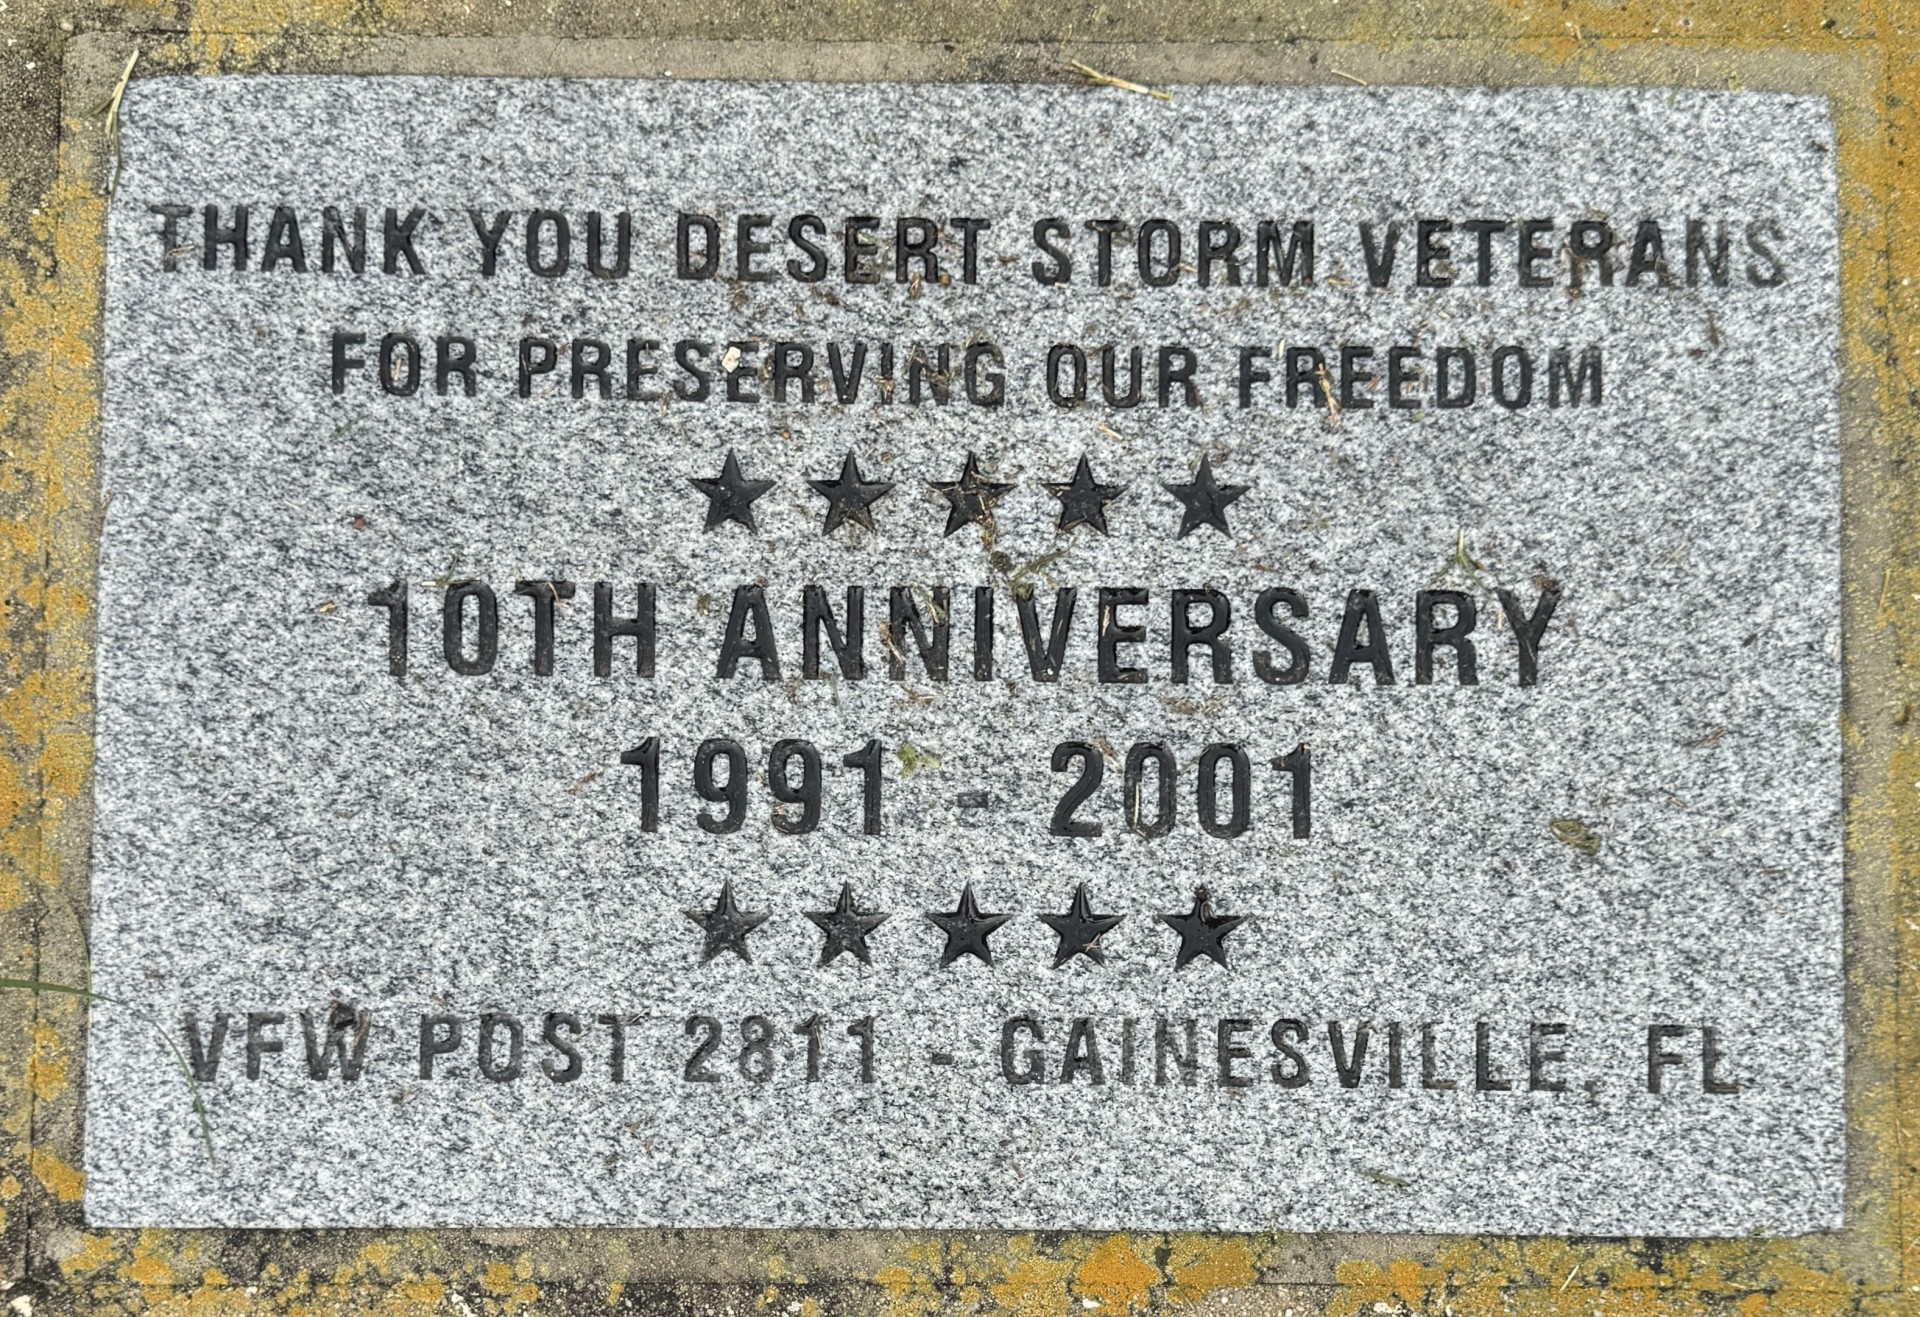 THANK YOU DESERT STORM VETERANS
FOR PRESERVING OUR FREEDOM
★ ★ ★ ★ ★
10TH ANNIVERSARY
1991 - 2001
★ ★ ★ ★ ★
VFW POST 2811 - GAINESVILLE, FL